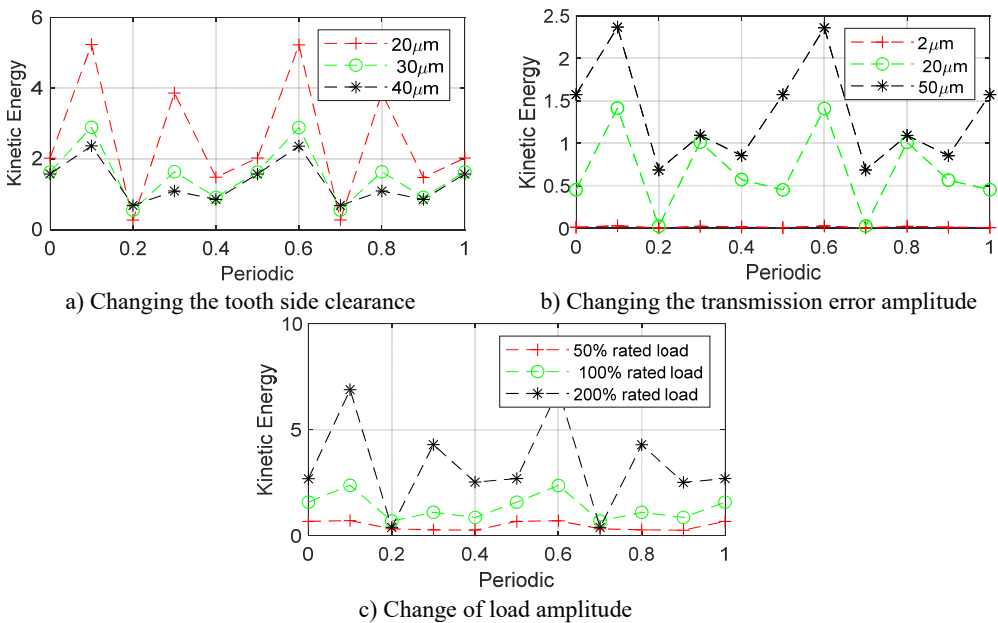 6
4
2
0
Kinetic Energy
20μm
30μm
40μm
0 0.2 0.4 0.6 0.8 1
Periodic
a) Changing the tooth side clearance
2.5
2
1.5
1
0.5
0
Kinetic Energy
2μm
20μm
50μm
0 0.2 0.4 0.6 0.8 1
Periodic
b) Changing the transmission error amplitude
10
5
0
Kinetic Energy
50% rated load
100% rated load
200% rated load
0 0.2 0.4 0.6 0.8 1
Periodic
c) Change of load amplitude